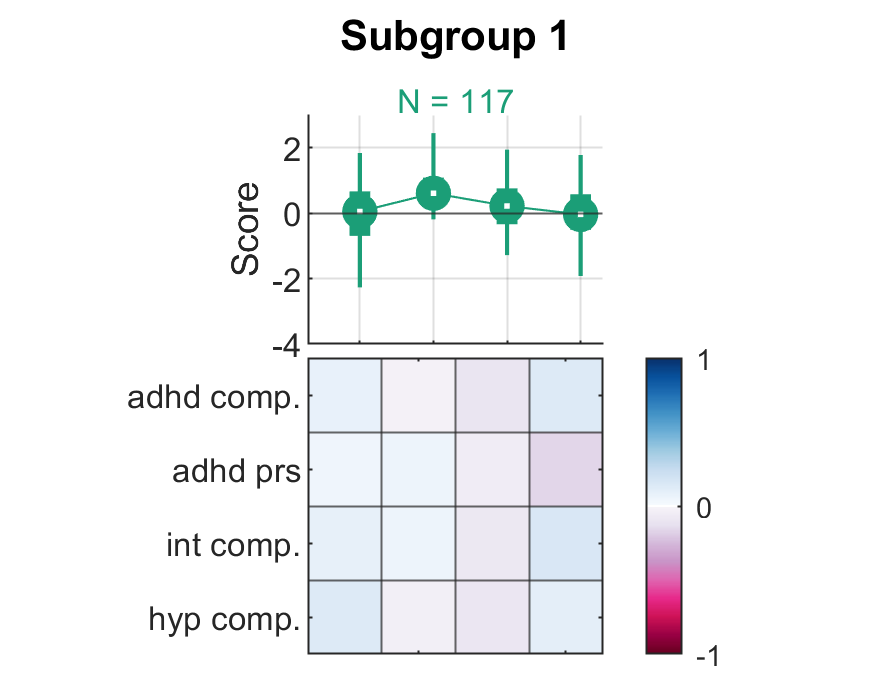 Subgroup 1
N = 117
Score
2
0
-2
-4
adhd comp.
adhd prs
int comp.
hyp comp.
1
0
-1